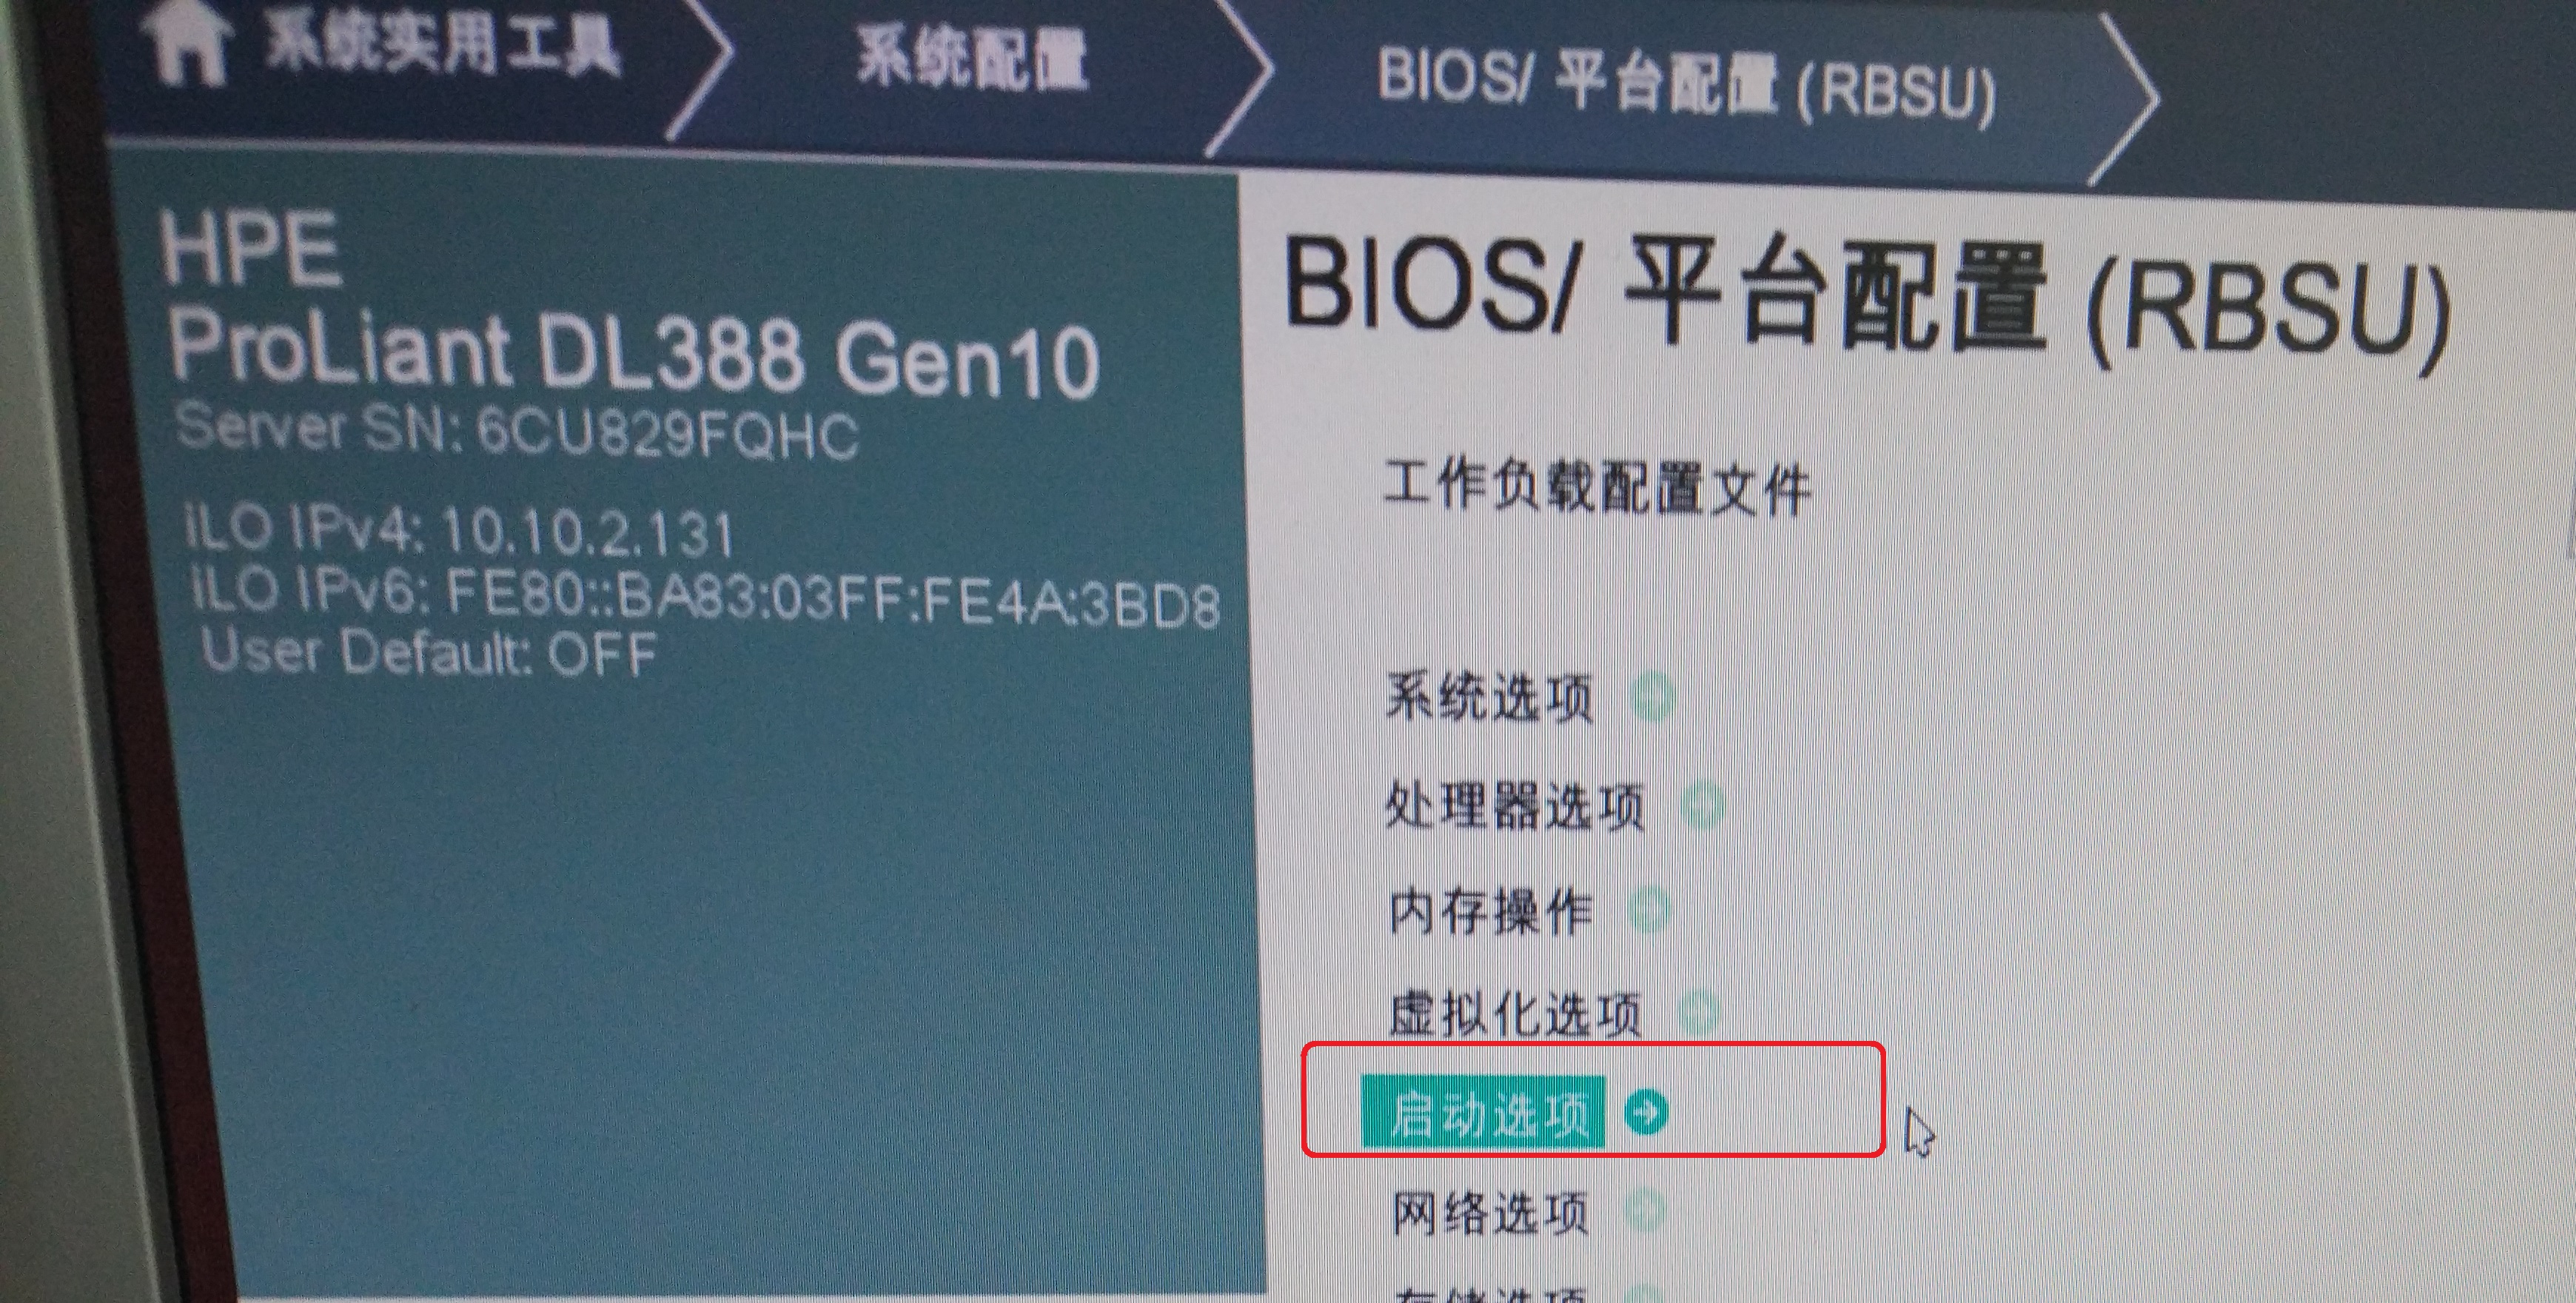 系统实用工具
系统配置
BIOS/ 平台配置 (RBSU)
HPE
ProLiant DL388 Gen10
Server SN: 6CU829FQHC
iLO IPv4: 10.10.2.131
iLO IPv6: FE80::BA83:03FF:FE4A:3BD8
User Default: OFF
BIOS/ 平台配置 (RBSU)
工作负载配置文件
系统选项
处理器选项
内存操作
虚拟化选项
启动选项
网络选项
存储选项